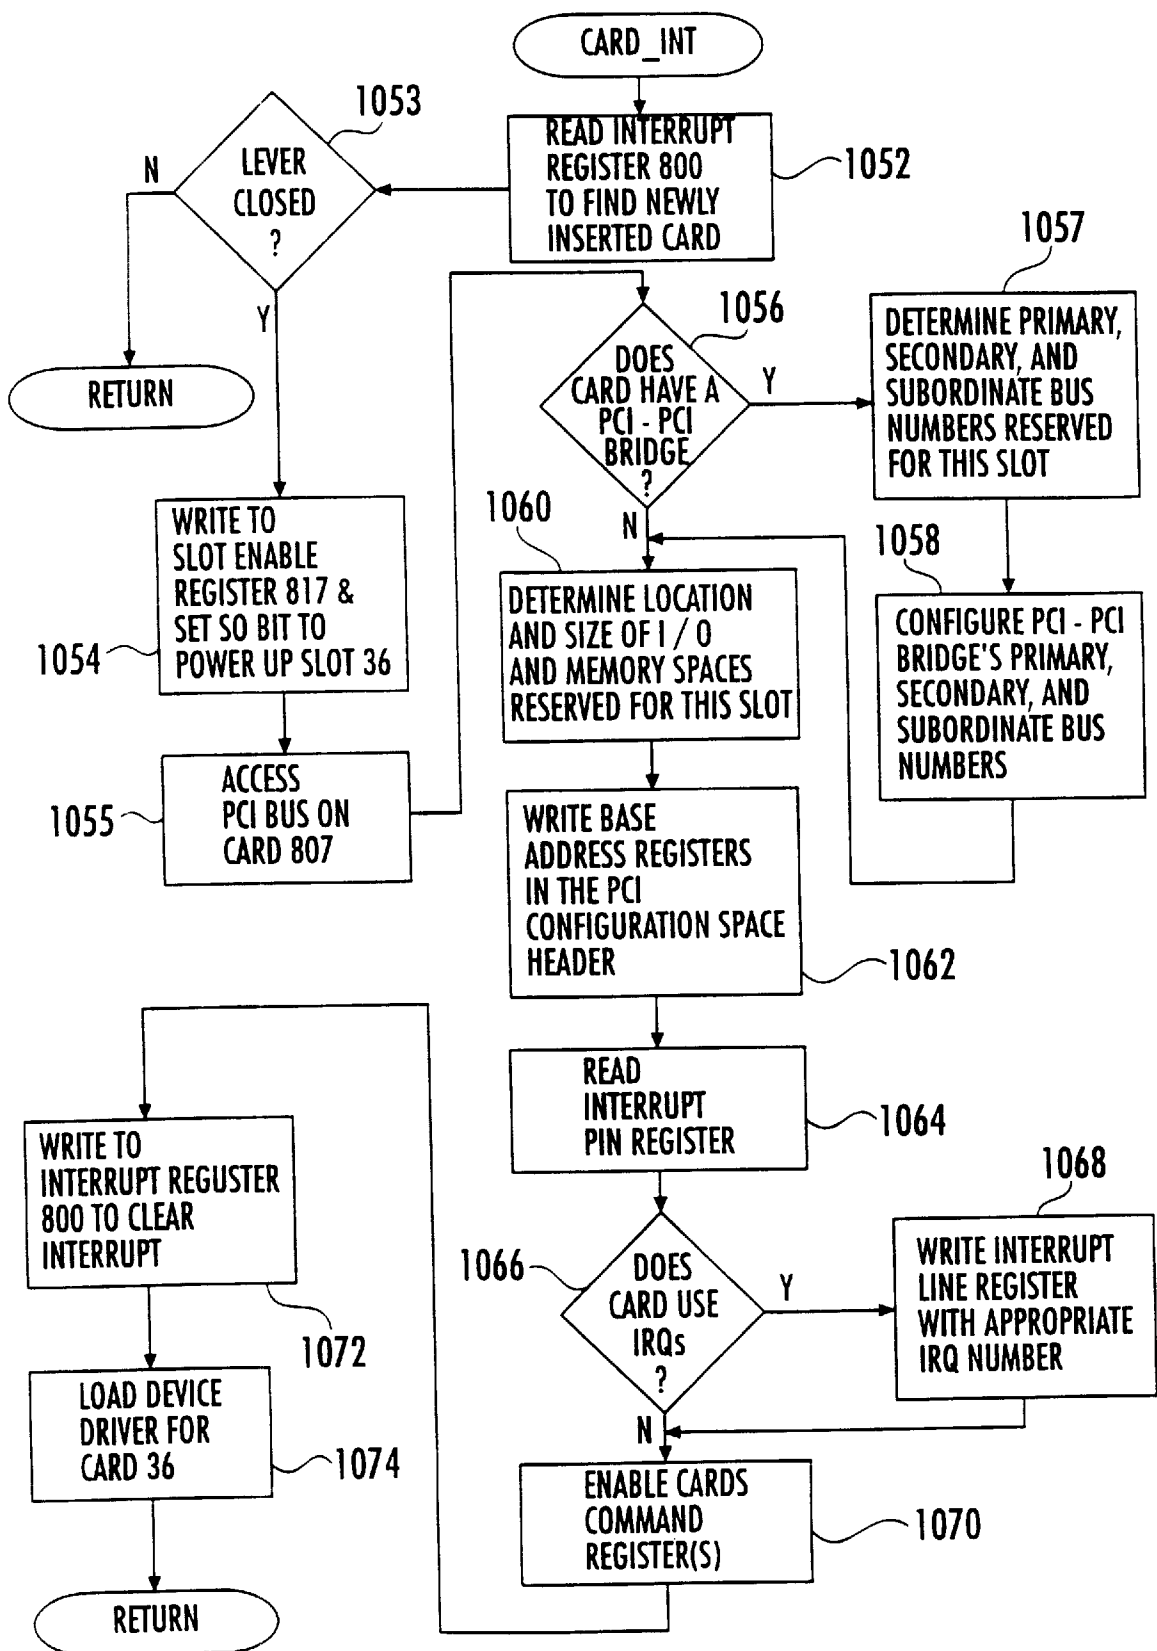 CARD_INT
1052
READ INTERRUPT
REGISTER 800
TO FIND NEWLY
INSERTED CARD
1053
LEVER
CLOSED
?
N
Y
RETURN
1054
WRITE TO
SLOT ENABLE
REGISTER 817 &
SET SO BIT TO
POWER UP SLOT 36
1055
ACCESS
PCI BUS ON
CARD 807
1056
DOES
CARD HAVE A
PCI - PCI
BRIDGE
?
Y
N
1057
DETERMINE PRIMARY,
SECONDARY, AND
SUBORDINATE BUS
NUMBERS RESERVED
FOR THIS SLOT
1058
CONFIGURE PCI - PCI
BRIDGE'S PRIMARY,
SECONDARY, AND
SUBORDINATE BUS
NUMBERS
1060
DETERMINE LOCATION
AND SIZE OF I / O
AND MEMORY SPACES
RESERVED FOR THIS SLOT
WRITE BASE
ADDRESS REGISTERS
IN THE PCI
CONFIGURATION SPACE
HEADER
1062
READ
INTERRUPT
PIN REGISTER
1064
1066
DOES
CARD USE
IRQs
?
Y
N
1068
WRITE INTERRUPT
LINE REGISTER
WITH APPROPRIATE
IRQ NUMBER
ENABLE CARDS
COMMAND
REGISTER(S)
1070
WRITE TO
INTERRUPT REGUSTER
800 TO CLEAR
INTERRUPT
1072
LOAD DEVICE
DRIVER FOR
CARD 36
1074
RETURN